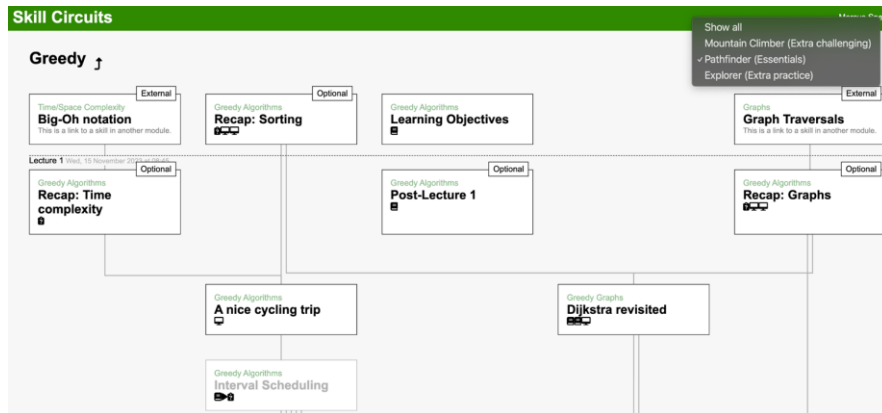 Skill Circuits
Show all
Mountain Climber (Extra challenging)
✓Pathfinder (Essentials)
Explorer (Extra practice)
Greedy
External
Time/Space Complexity
Big-Oh notation
This is a link to a skill in another module.
Optional
Greedy Algorithms
Recap: Sorting
Greedy Algorithms
Learning Objectives
External
Graphs
Graph Traversals
This is a link to a skill in another module.
Lecture 1 Wed, 15 November
Optional
Greedy Algorithms
Recap: Time
complexity
Optional
Greedy Algorithms
Post-Lecture 1
Optional
Greedy Algorithms
Recap: Graphs
Greedy Algorithms
A nice cycling trip
Greedy Graphs
Dijkstra revisited
Greedy Algorithms
Interval Scheduling